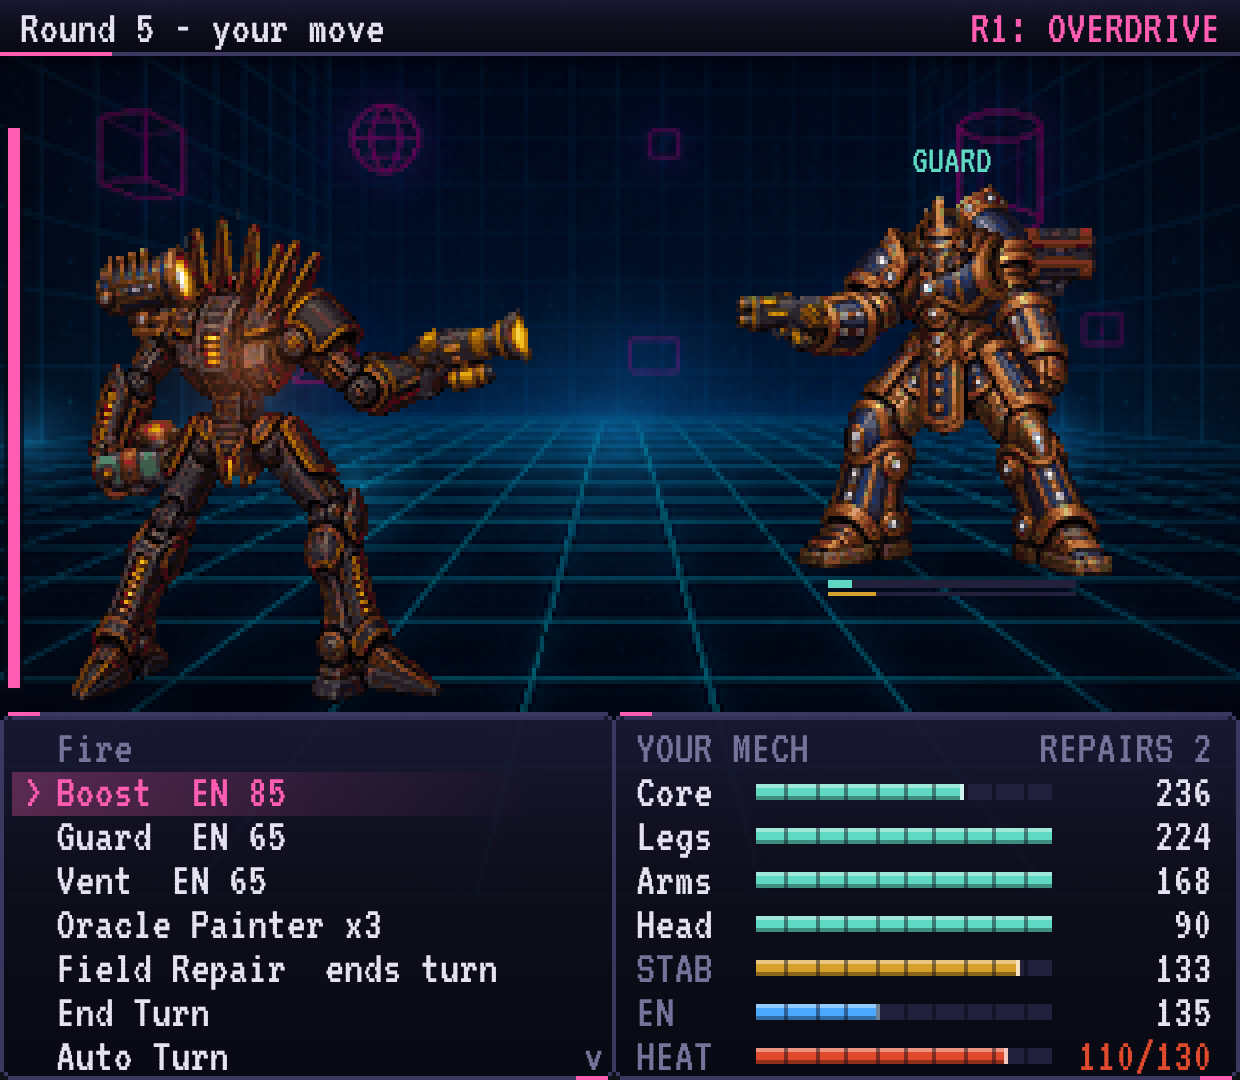 Round 5 - your move
R1: OVERDRIVE
GUARD
Fire
> Boost EN 85
Guard EN 65
Vent EN 65
Oracle Painter x3
Field Repair ends turn
End Turn
Auto Turn v
YOUR MECH REPAIRS 2
Core 236
Legs 224
Arms 168
Head 90
STAB 133
EN 135
HEAT 110/130